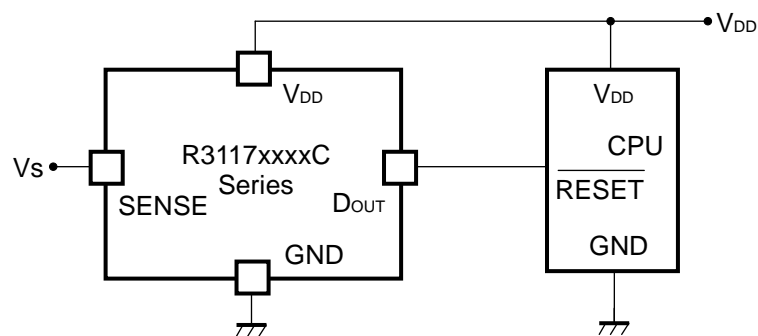 VDD
VDD
VDD
R3117xxxxC
Series
CPU
Vs
RESET
SENSE
DOUT
GND
GND